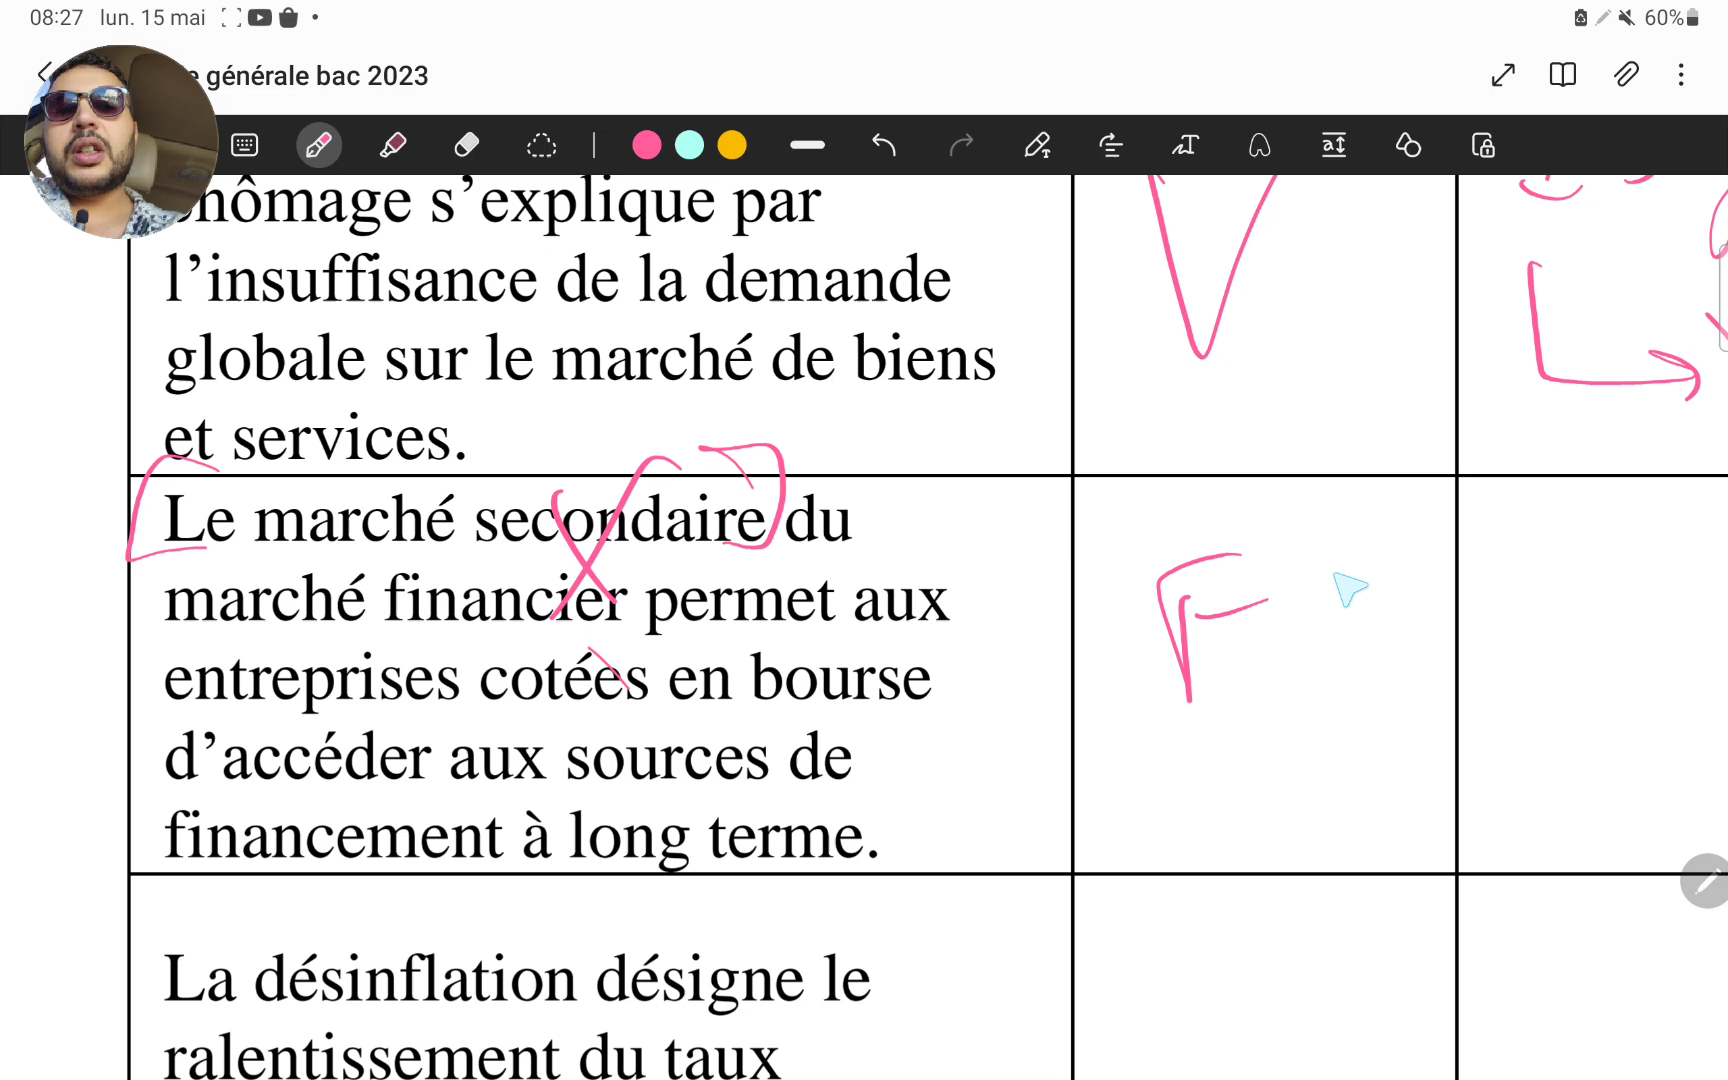 08:27 lun. 15 mai
60%
e générale bac 2023
hômage s’explique par
l’insuffisance de la demande
globale sur le marché de biens
et services.
V
Le marché secondaire du
marché financier permet aux
entreprises cotées en bourse
d’accéder aux sources de
financement à long terme.
F
La désinflation désigne le
ralentissement du taux